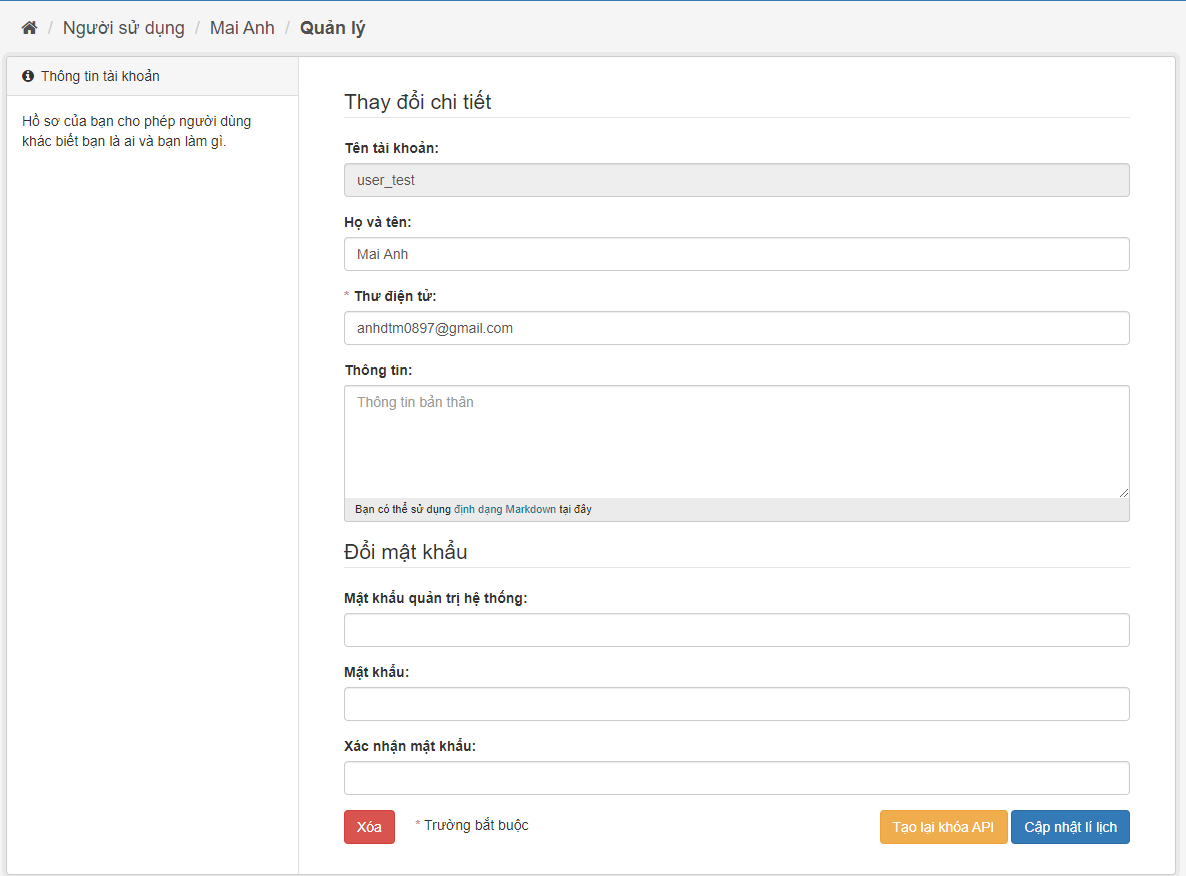 / Người sử dụng / Mai Anh / Quản lý
Thông tin tài khoản
Hồ sơ của bạn cho phép người dùng
khác biết bạn là ai và bạn làm gì.
Thay đổi chi tiết
Tên tài khoản:
user_test
Họ và tên:
Mai Anh
* Thư điện tử:
anhdtm0897@gmail.com
Thông tin:
Thông tin bản thân
Bạn có thể sử dụng định dạng Markdown tại đây
Đổi mật khẩu
Mật khẩu quản trị hệ thống:
Mật khẩu:
Xác nhận mật khẩu:
Xóa * Trường bắt buộc Tạo lại khóa API Cập nhật lí lịch